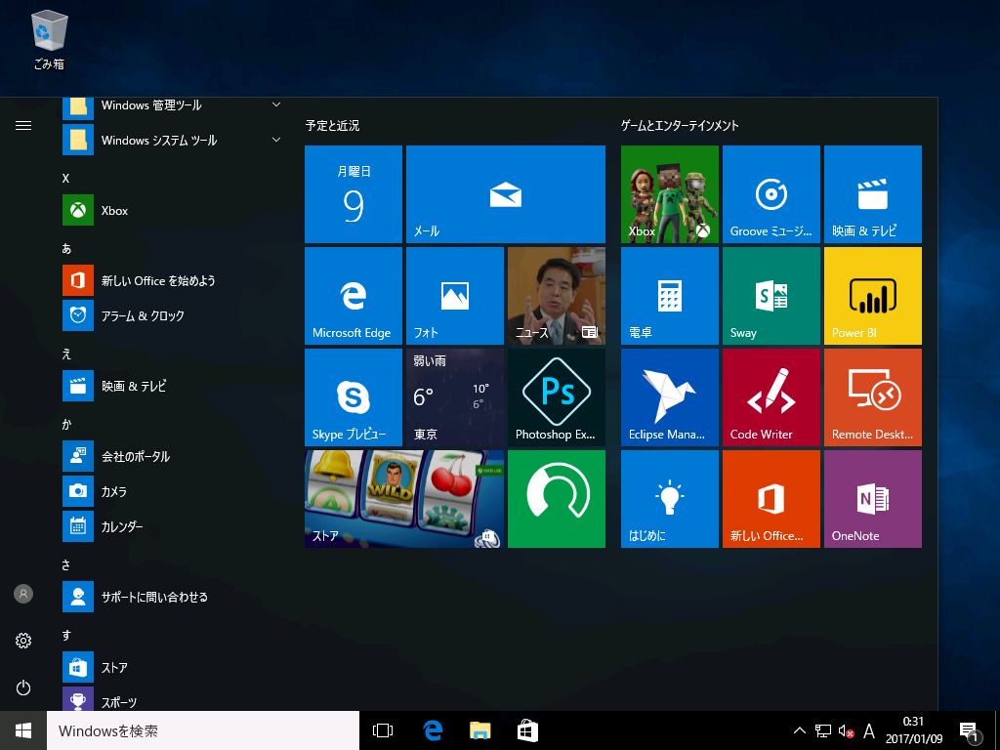 ごみ箱
Windows 管理ツール
Windows システム ツール
X
Xbox
あ
新しい Office を始めよう
アラーム & クロック
え
映画 & テレビ
か
会社のポータル
カメラ
カレンダー
さ
サポートに問い合わせる
す
ストア
スポーツ
予定と近況
月曜日
9
メール
Microsoft Edge
フォト
ニュース
Skype プレビュー
弱い雨
6°
10°
6°
東京
Ps
Photoshop Ex...
WILD
XBOX LIVE
ストア
ゲームとエンターテインメント
Xbox
Groove ミュージ...
映画 & テレビ
電卓
S
Sway
Power BI
Eclipse Mana...
Code Writer
Remote Deskt...
はじめに
新しい Office...
N
OneNote
Windowsを検索
A
0:31
2017/01/09
1